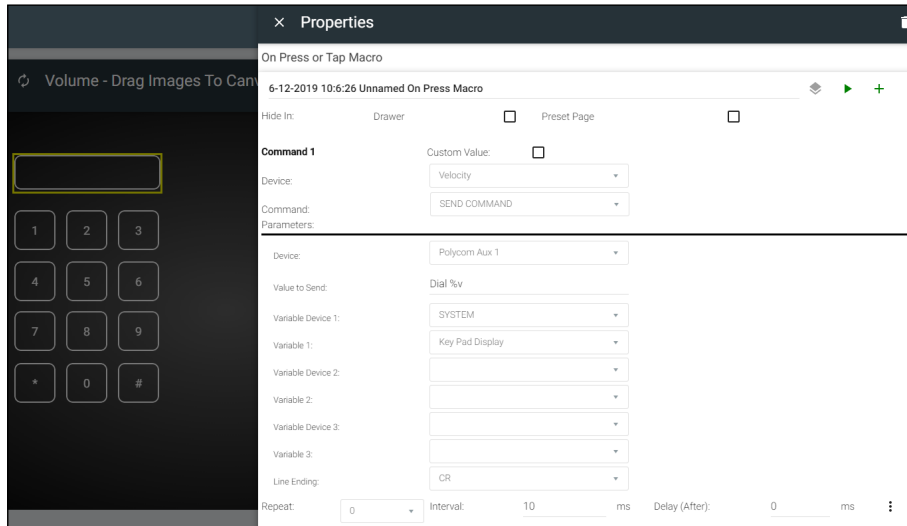 Properties
On Press or Tap Macro
Volume - Drag Images To Canv
6-12-2019 10:6:26 Unnamed On Press Macro
Hide In: Drawer Preset Page
Command 1 Custom Value:
Device: Velocity
Command: SEND COMMAND
Parameters:
Device: Polycom Aux 1
Value to Send: Dial %v
Variable Device 1: SYSTEM
Variable 1: Key Pad Display
Variable Device 2:
Variable 2:
Variable Device 3:
Variable 3:
Line Ending: CR
Repeat: 0 Interval: 10 ms Delay (After): 0 ms
1 2 3
4 5 6
7 8 9
* 0 #